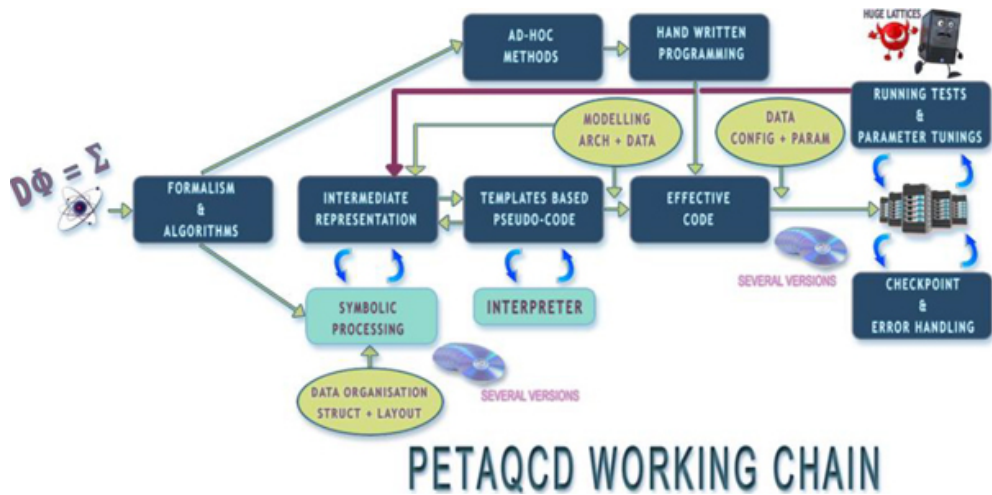 HUGE LATTICES
AD-HOC
METHODS
HAND WRITTEN
PROGRAMMING
RUNNING TESTS
&
PARAMETER TUNINGS
MODELLING
ARCH + DATA
DATA
CONFIG + PARAM
DΦ = Σ
FORMALISM
&
ALGORITHMS
INTERMEDIATE
REPRESENTATION
TEMPLATES BASED
PSEUDO-CODE
EFFECTIVE
CODE
SEVERAL VERSIONS
SYMBOLIC
PROCESSING
INTERPRETER
CHECKPOINT
&
ERROR HANDLING
DATA ORGANISATION
STRUCT + LAYOUT
SEVERAL VERSIONS
PETAQCD WORKING CHAIN